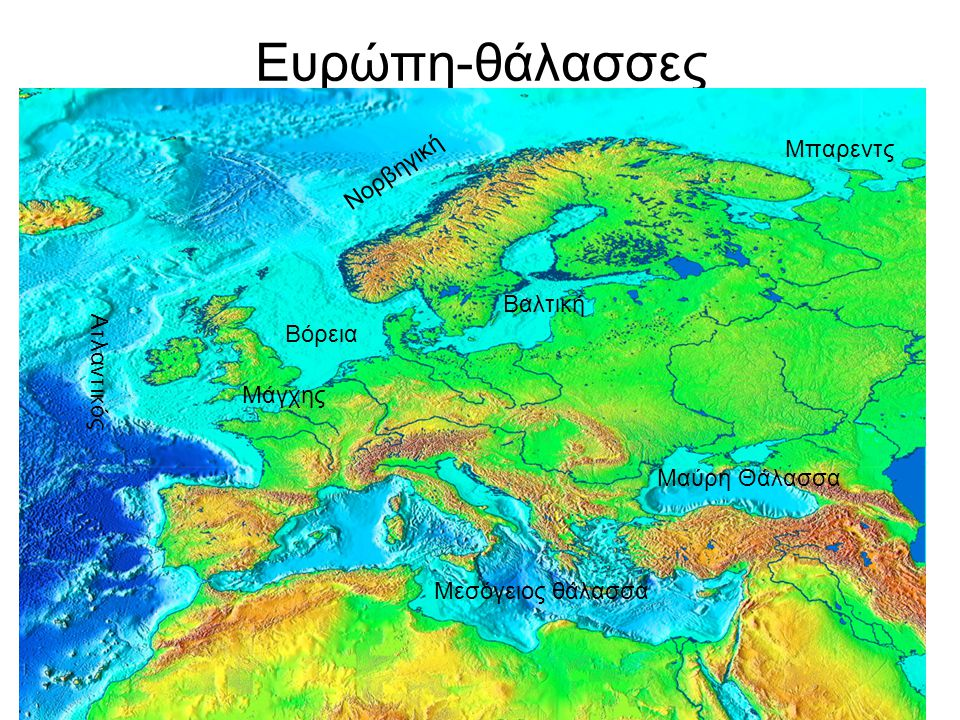 Ευρώπη-θάλασσες
Νορβηγική
Μπαρεντς
Βαλτική
Βόρεια
Ατλαντικός
Μάγχης
Μαύρη Θάλασσα
Μεσόγειος θάλασσα